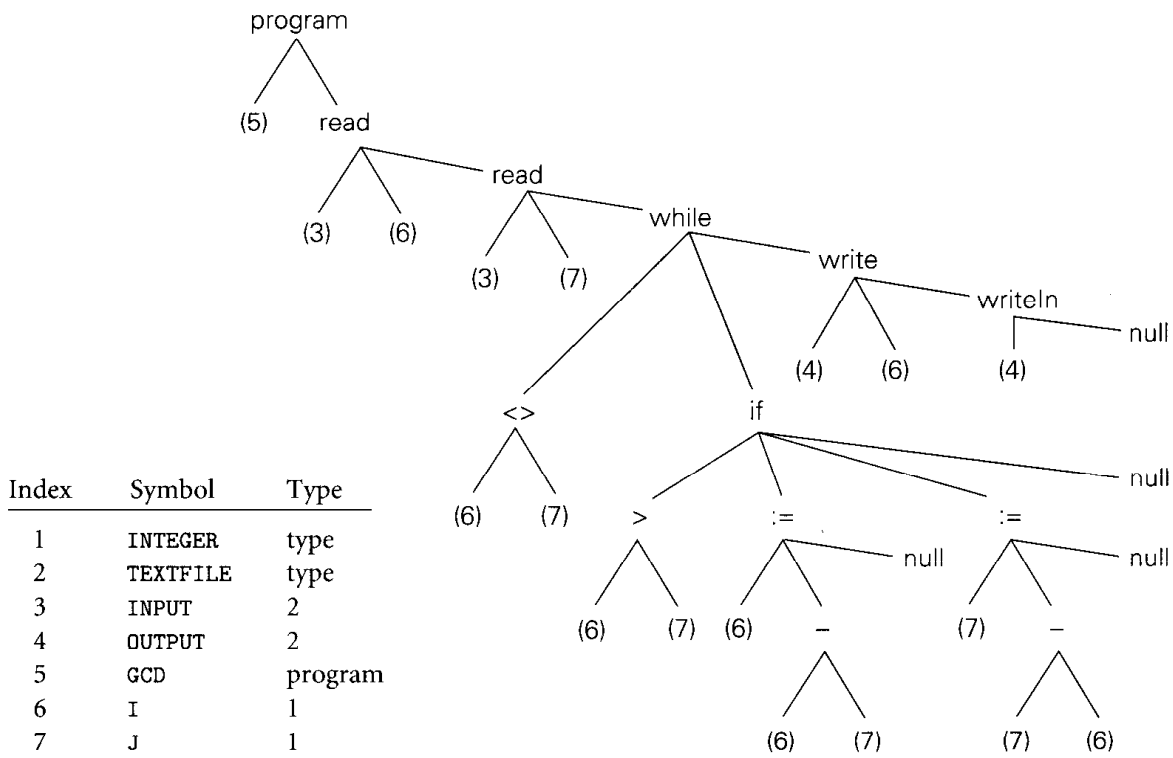 program
(5) read
read
(3) (6)
while
(3) (7)
write
writeln
null
(4) (6) (4)
<> if
null
(6) (7) > := :=
null null
(6) (7) (6) − (7) −
(6) (7) (7) (6)
Index Symbol Type
1 INTEGER type
2 TEXTFILE type
3 INPUT 2
4 OUTPUT 2
5 GCD program
6 I 1
7 J 1